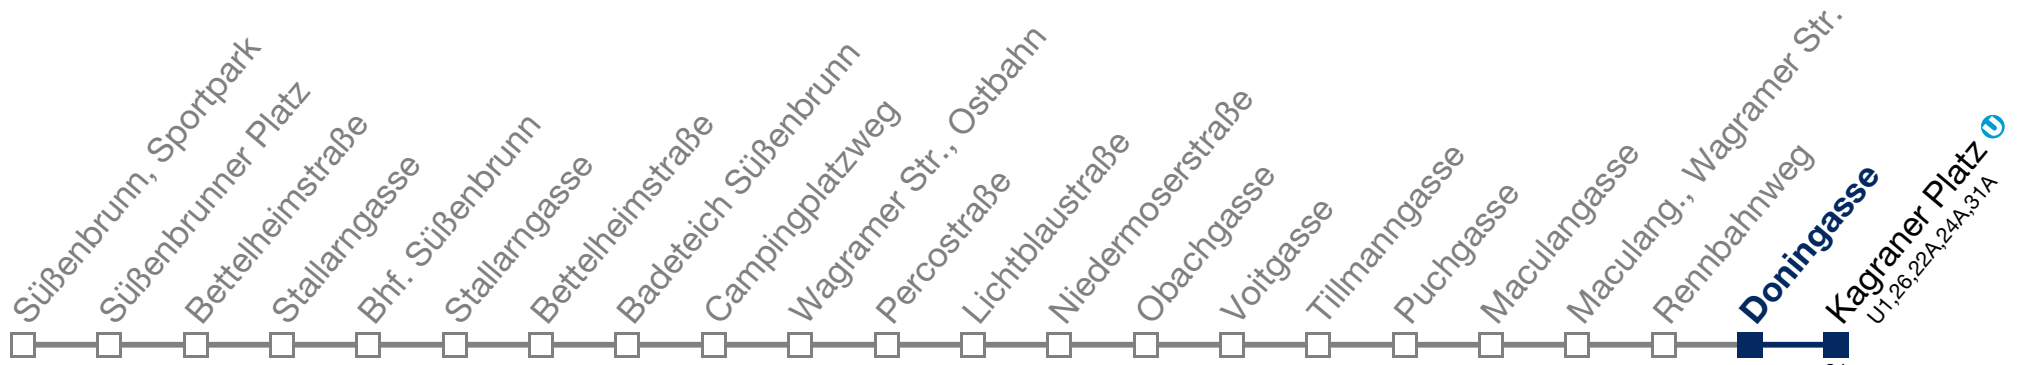 Süßenbrunn, Sportpark
Süßenbrunner Platz
Bettelheimstraße
Stallarngasse
Bhf. Süßenbrunn
Stallarngasse
Bettelheimstraße
Badeteich Süßenbrunn
Campingplatzweg
Wagramer Str., Ostbahn
Percostraße
Lichtblaustraße
Niedermoserstraße
Obachgasse
Voitgasse
Tillmanngasse
Puchgasse
Maculangasse
Maculang., Wagramer Str.
Rennbahnweg
Doningasse
Kagraner Platz U
U1,26,22A,24A,31A